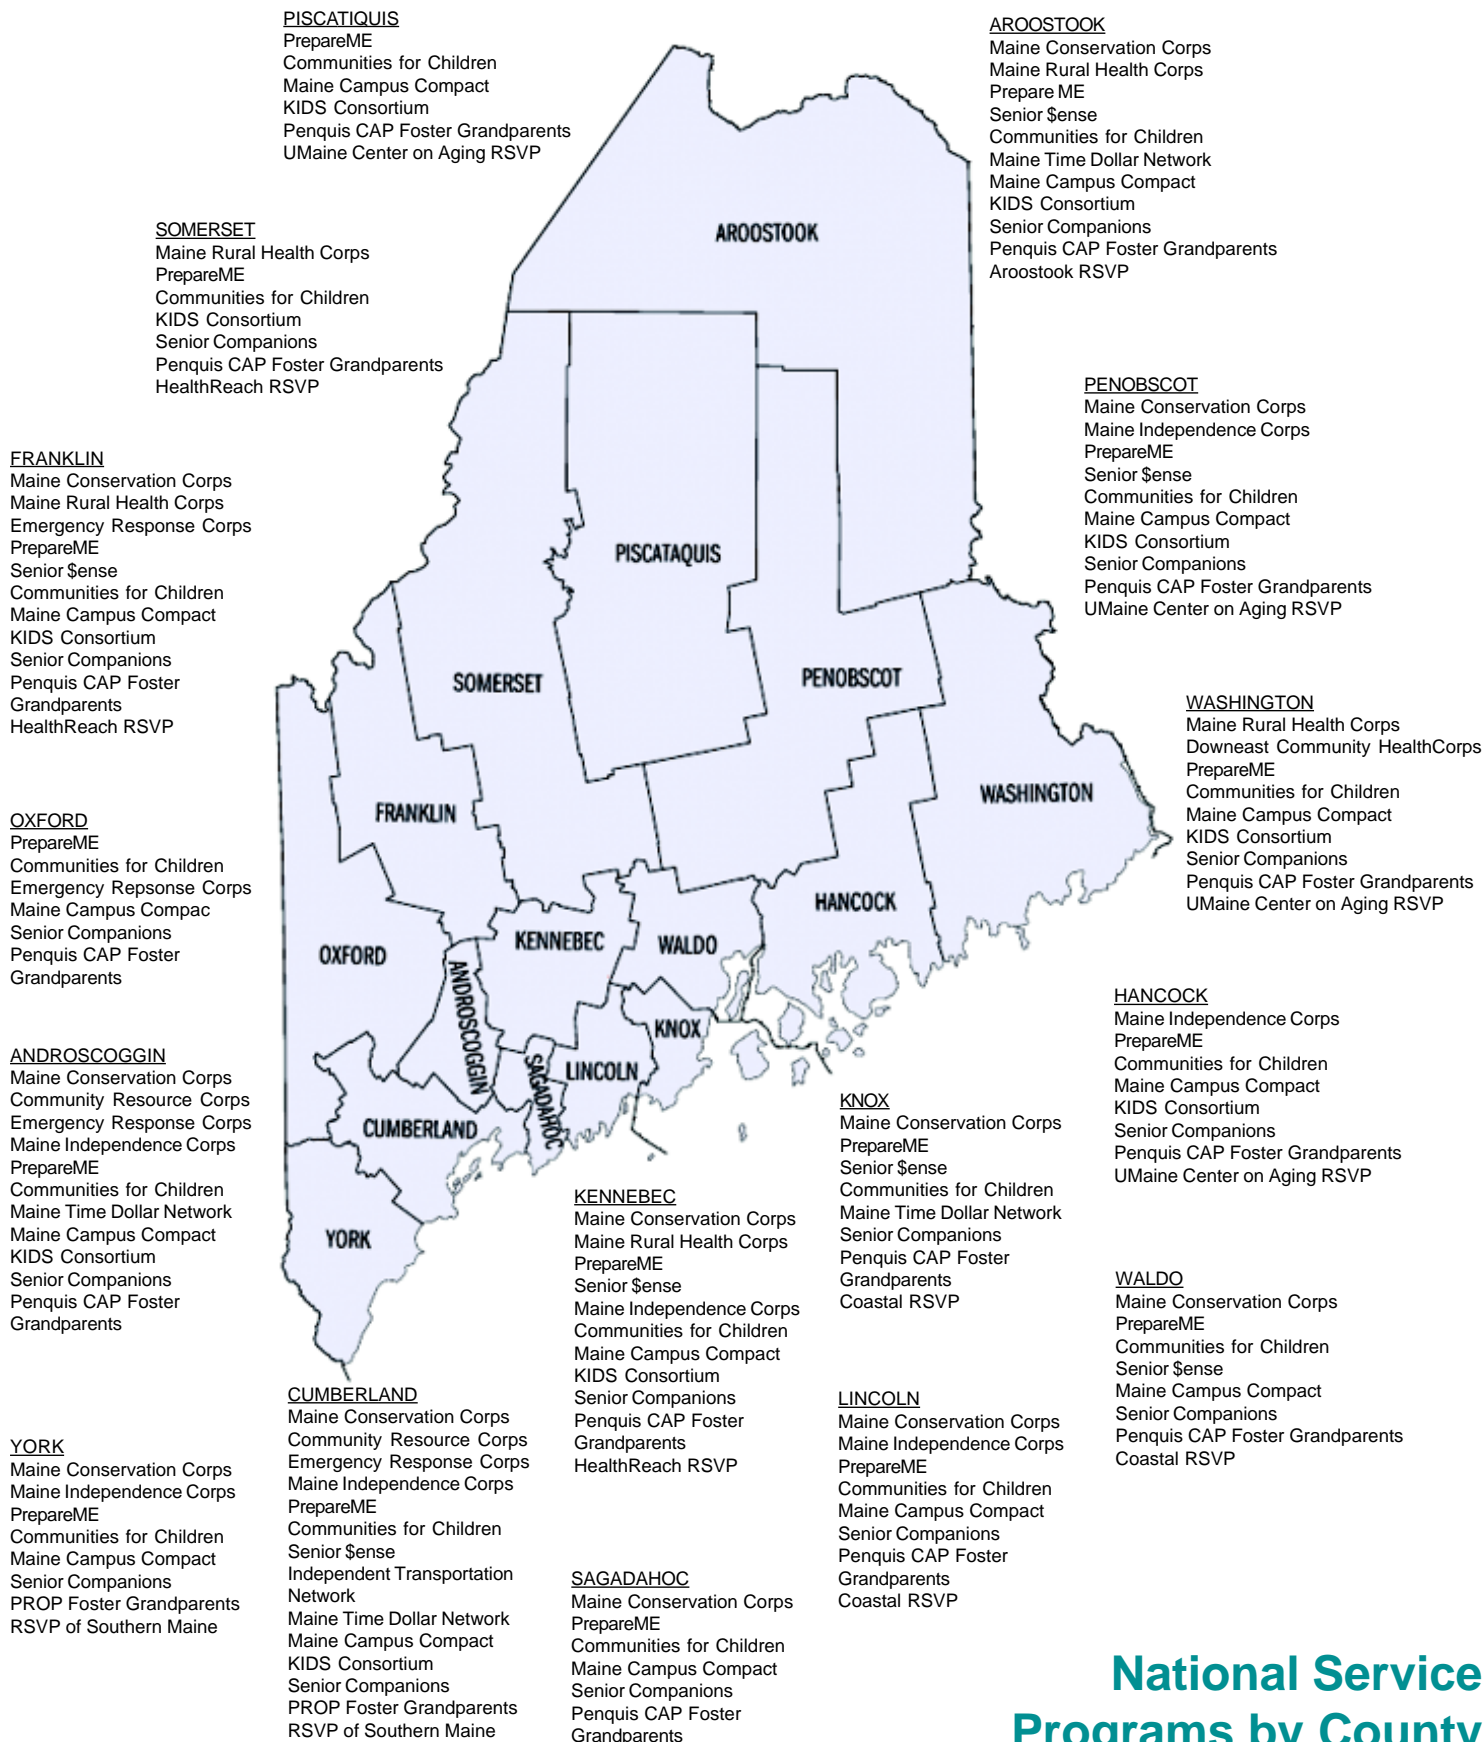 PISCATIQUIS
PrepareME
Communities for Children
Maine Campus Compact
KIDS Consortium
Penquis CAP Foster Grandparents
UMaine Center on Aging RSVP
AROOSTOOK
Maine Conservation Corps
Maine Rural Health Corps
Prepare ME
Senior $ense
Communities for Children
Maine Time Dollar Network
Maine Campus Compact
KIDS Consortium
Senior Companions
Penquis CAP Foster Grandparents
Aroostook RSVP
SOMERSET
Maine Rural Health Corps
PrepareME
Communities for Children
KIDS Consortium
Senior Companions
Penquis CAP Foster Grandparents
HealthReach RSVP
PENOBSCOT
Maine Conservation Corps
Maine Independence Corps
PrepareME
Senior $ense
Communities for Children
Maine Campus Compact
KIDS Consortium
Senior Companions
Penquis CAP Foster Grandparents
UMaine Center on Aging RSVP
FRANKLIN
Maine Conservation Corps
Maine Rural Health Corps
Emergency Response Corps
PrepareME
Senior $ense
Communities for Children
Maine Campus Compact
KIDS Consortium
Senior Companions
Penquis CAP Foster
Grandparents
HealthReach RSVP
WASHINGTON
Maine Rural Health Corps
Downeast Community HealthCorps
PrepareME
Communities for Children
Maine Campus Compact
KIDS Consortium
Senior Companions
Penquis CAP Foster Grandparents
UMaine Center on Aging RSVP
OXFORD
PrepareME
Communities for Children
Emergency Repsonse Corps
Maine Campus Compac
Senior Companions
Penquis CAP Foster
Grandparents
AROOSTOOK
PISCATAQUIS
SOMERSET
PENOBSCOT
FRANKLIN
WASHINGTON
HANCOCK
OXFORD
KENNEBEC
WALDO
ANDROSCOGGIN
KNOX
LINCOLN
SAGADAHOC
CUMBERLAND
YORK
HANCOCK
Maine Independence Corps
PrepareME
Communities for Children
Maine Campus Compact
KIDS Consortium
Senior Companions
Penquis CAP Foster Grandparents
UMaine Center on Aging RSVP
ANDROSCOGGIN
Maine Conservation Corps
Community Resource Corps
Emergency Response Corps
Maine Independence Corps
PrepareME
Communities for Children
Maine Time Dollar Network
Maine Campus Compact
KIDS Consortium
Senior Companions
Penquis CAP Foster
Grandparents
KNOX
Maine Conservation Corps
PrepareME
Senior $ense
Communities for Children
Maine Time Dollar Network
Senior Companions
Penquis CAP Foster
Grandparents
Coastal RSVP
KENNEBEC
Maine Conservation Corps
Maine Rural Health Corps
PrepareME
Senior $ense
Maine Independence Corps
Communities for Children
Maine Campus Compact
KIDS Consortium
Senior Companions
Penquis CAP Foster
Grandparents
HealthReach RSVP
WALDO
Maine Conservation Corps
PrepareME
Communities for Children
Senior $ense
Maine Campus Compact
Senior Companions
Penquis CAP Foster Grandparents
Coastal RSVP
CUMBERLAND
Maine Conservation Corps
Community Resource Corps
Emergency Response Corps
Maine Independence Corps
PrepareME
Communities for Children
Senior $ense
Independent Transportation
Network
Maine Time Dollar Network
Maine Campus Compact
KIDS Consortium
Senior Companions
PROP Foster Grandparents
RSVP of Southern Maine
LINCOLN
Maine Conservation Corps
Maine Independence Corps
PrepareME
Communities for Children
Maine Campus Compact
Senior Companions
Penquis CAP Foster
Grandparents
Coastal RSVP
YORK
Maine Conservation Corps
Maine Independence Corps
PrepareME
Communities for Children
Maine Campus Compact
Senior Companions
PROP Foster Grandparents
RSVP of Southern Maine
SAGADAHOC
Maine Conservation Corps
PrepareME
Communities for Children
Maine Campus Compact
Senior Companions
Penquis CAP Foster
Grandparents
National Service
Programs by County